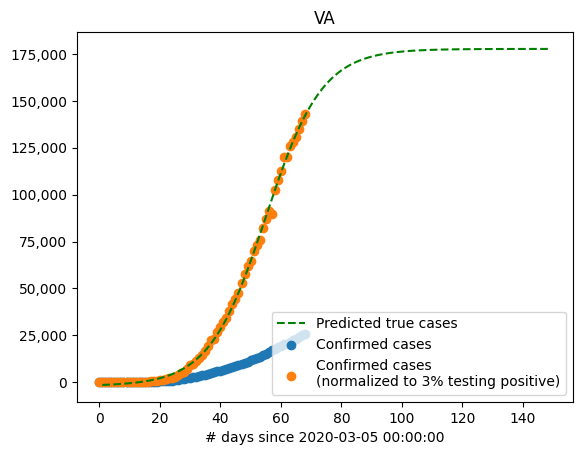 VA
175,000
150,000
125,000
100,000
75,000
50,000
25,000
0
Predicted true cases
Confirmed cases
Confirmed cases
(normalized to 3% testing positive)
0 20 40 60 80 100 120 140
# days since 2020-03-05 00:00:00